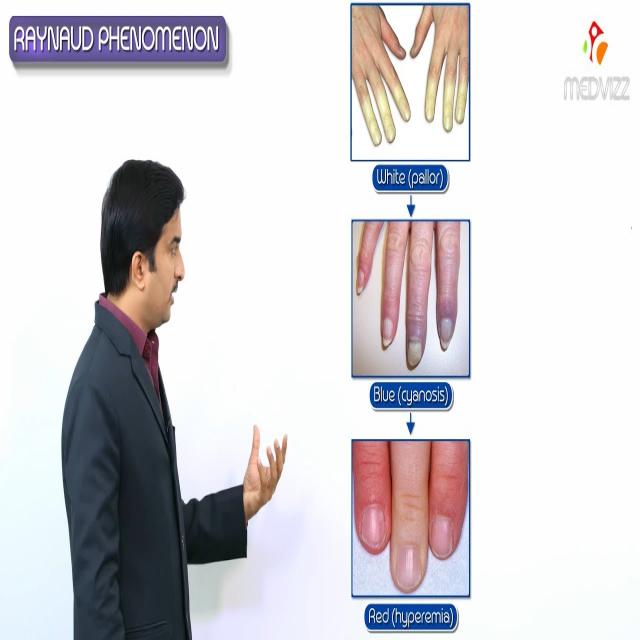 RAYNAUD PHENOMENON
MEDVIZZ
White (pallor)
Blue (cyanosis)
Red (hyperemia)